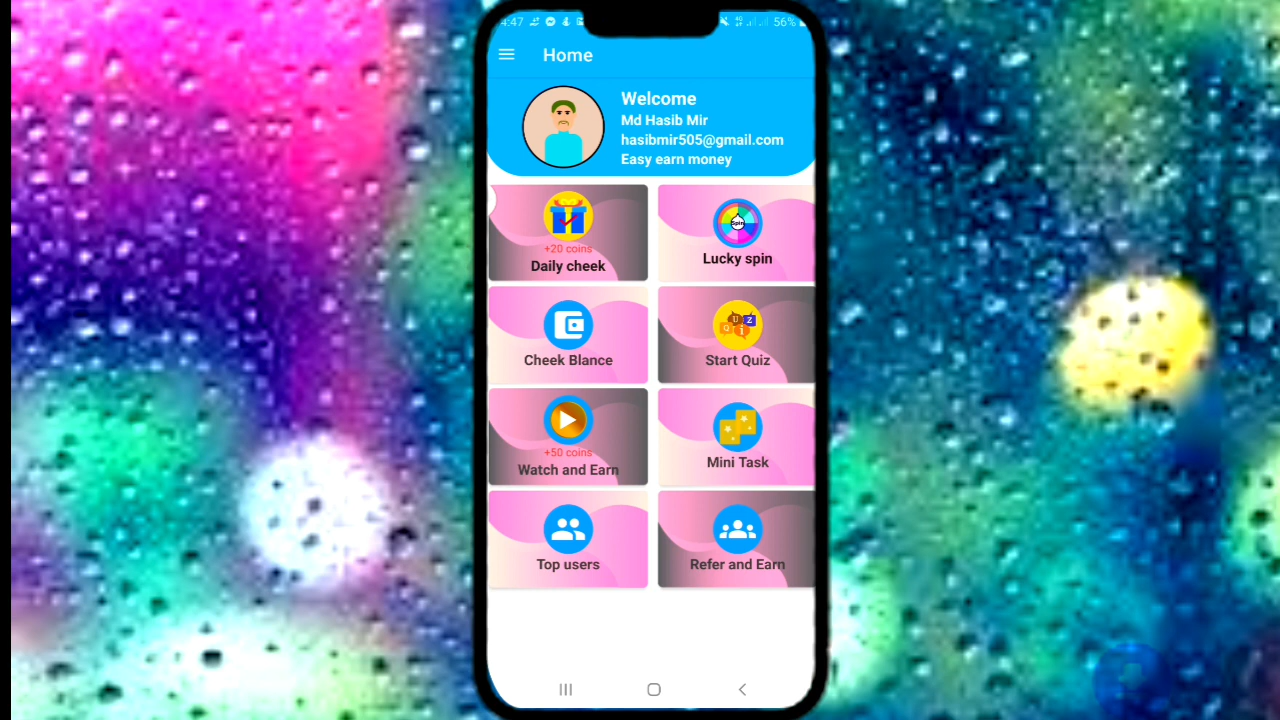 4:47
56%
Home
Welcome
Md Hasib Mir
hasibmir505@gmail.com
Easy earn money
+20 coins
Daily cheek
Spin
Lucky spin
Cheek Blance
Q U i Z
Start Quiz
+50 coins
Watch and Earn
Mini Task
Top users
Refer and Earn